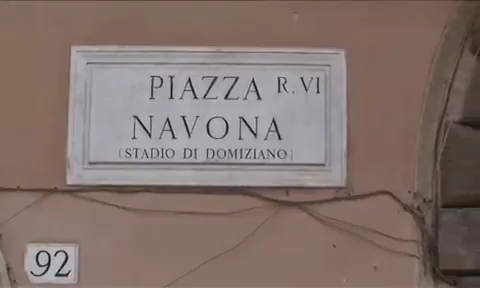 PIAZZA R.VI
NAVONA
(STADIO DI DOMIZIANO)
92